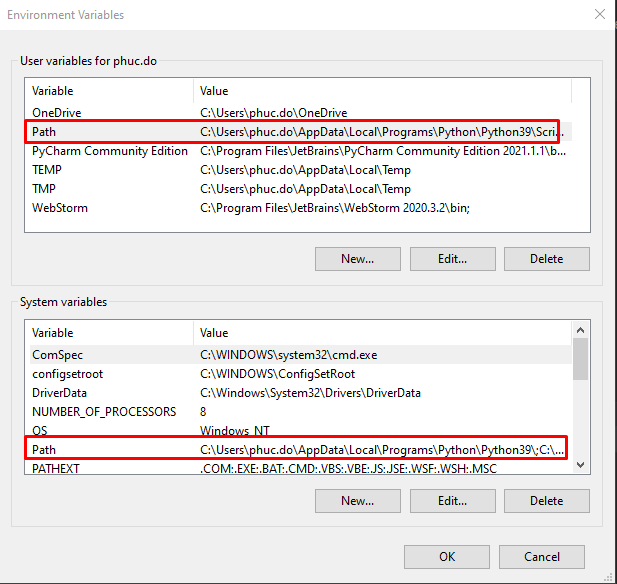 Environment Variables
User variables for phuc.do
Variable Value
OneDrive C:\Users\phuc.do\OneDrive
Path C:\Users\phuc.do\AppData\Local\Programs\Python\Python39\Scri...
PyCharm Community Edition C:\Program Files\JetBrains\PyCharm Community Edition 2021.1.1\b...
TEMP C:\Users\phuc.do\AppData\Local\Temp
TMP C:\Users\phuc.do\AppData\Local\Temp
WebStorm C:\Program Files\JetBrains\WebStorm 2020.3.2\bin;
New... Edit... Delete
System variables
Variable Value
ComSpec C:\WINDOWS\system32\cmd.exe
configsetroot C:\WINDOWS\ConfigSetRoot
DriverData C:\Windows\System32\Drivers\DriverData
NUMBER_OF_PROCESSORS 8
OS Windows_NT
Path C:\Users\phuc.do\AppData\Local\Programs\Python\Python39\;C:\...
PATHEXT .COM;.EXE;.BAT;.CMD;.VBS;.VBE;.JS;.JSE;.WSF;.WSH;.MSC
New... Edit... Delete
OK Cancel